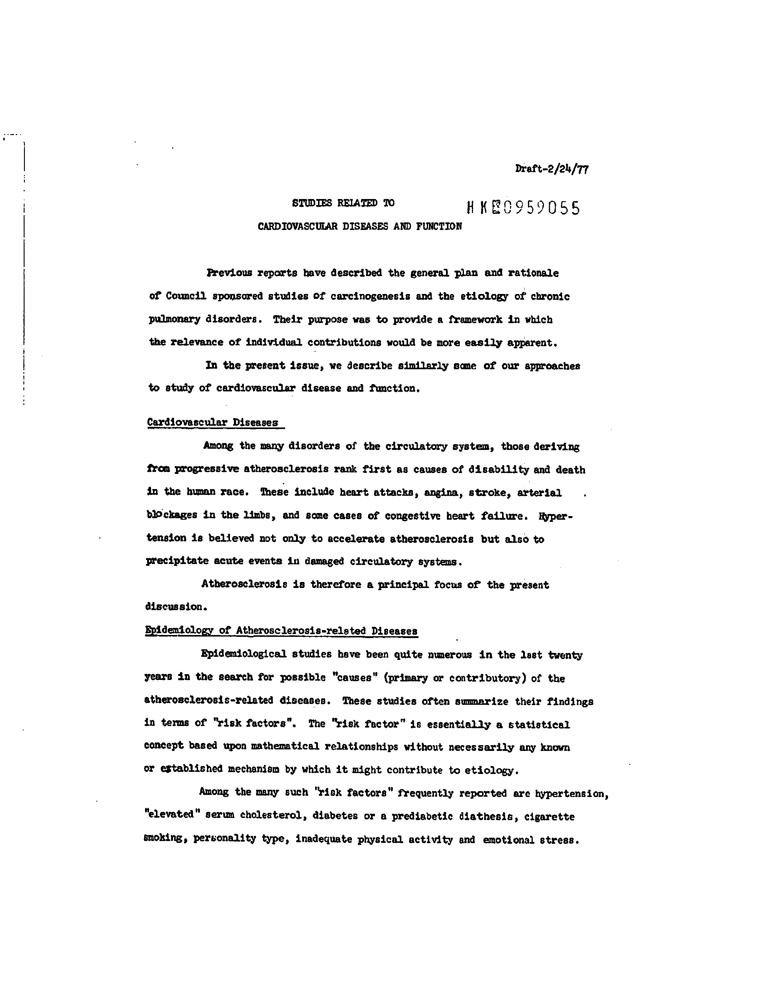 Draft-2/24/77
STUDIES RELATED TO
HKE0959055
CARDIOVASCULAR DISEASES AND FUNCTION
Previous reports have described the general plan and rationale
of Council sponsored studies of carcinogenesis and the etiology of chronic
pulmonary disorders. Their purpose was to provide a framework in which
the relevance of individual contributions would be more easily apparent.
In the present issue, we describe similarly some of our approaches
to study of cardiovascular disease and function.
Cardiovascular Diseases
Among the many disorders of the circulatory system, those deriving
from progressive atherosclerosis rank first as causes of disability and death
in the human race. These include heart attacks, angina, stroke, arterial
blockages in the limbs, and some cases of congestive heart failure. Hyper-
tension is believed not only to accelerate atherosclerosis but also to
precipitate acute events in damaged circulatory systems.
Atherosclerosis is therefore a principal focus of the present
discussion.
Epidemiology of Atherosclerosis-related Diseases
Epidemiological studies have been quite numerous in the last twenty
years in the search for possible "causes" (primary or contributory) of the
atherosclerosis-related diseases. These studies often summarize their findings
in terms of "risk factors". The "risk factor" is essentially a statistical
concept based upon mathematical relationships without necessarily any known
or established mechanism by which it might contribute to etiology.
Among the many such "risk factors" frequently reported are hypertension,
"elevated" serum cholesterol, diabetes or a prediabetic diathesis, cigarette
smoking, personality type, inadequate physical activity and emotional stress.